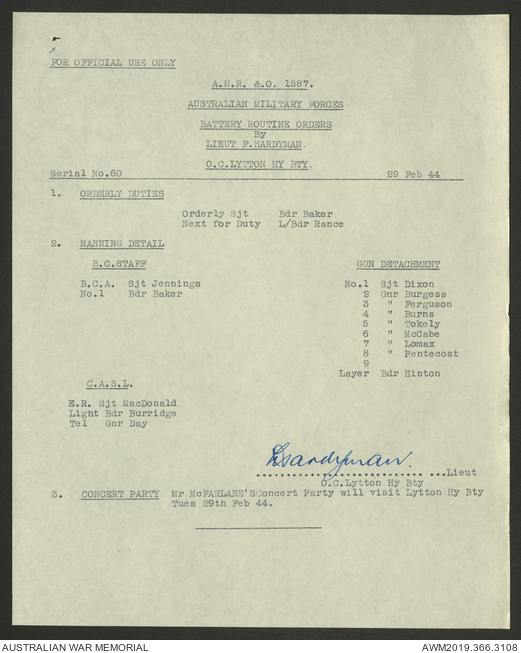 FOR OFFICIAL USE ONLY
A.M.R. &.O. 1587.
AUSTRALIAN MILITARY FORCES
BATTERY ROUTINE ORDERS
By
LIEUT F.HARDYMAN.
O.C.LYTTON HY BTY.
Serial No.60 29 Feb 44
1. ORDERLY DUTIES
Orderly Sjt Bdr Baker
Next for Duty L/Bdr Rance
2. MANNING DETAIL
B.C.STAFF
B.C.A. Sjt Jennings
No.1 Bdr Baker
GUN DETACHMENT
No.1 Sjt Dixon
2 Gnr Burgess
3 " Ferguson
4 " Burns
5 " Tokely
6 " McCabe
7 " Lomax
8 " Pentecost
9
Layer Bdr Hinton
C.A.S.L.
E.R. Sjt MacDonald
Light Bdr Burridge
Tel Gnr Day
Hardyman.
...........................Lieut
O.C.Lytton Hy Bty
3. CONCERT PARTY Mr McFARLANE'SConcert Party will visit Lytton Hy Bty
Tues 29th Feb 44.
AUSTRALIAN WAR MEMORIAL AWM2019.366.3108